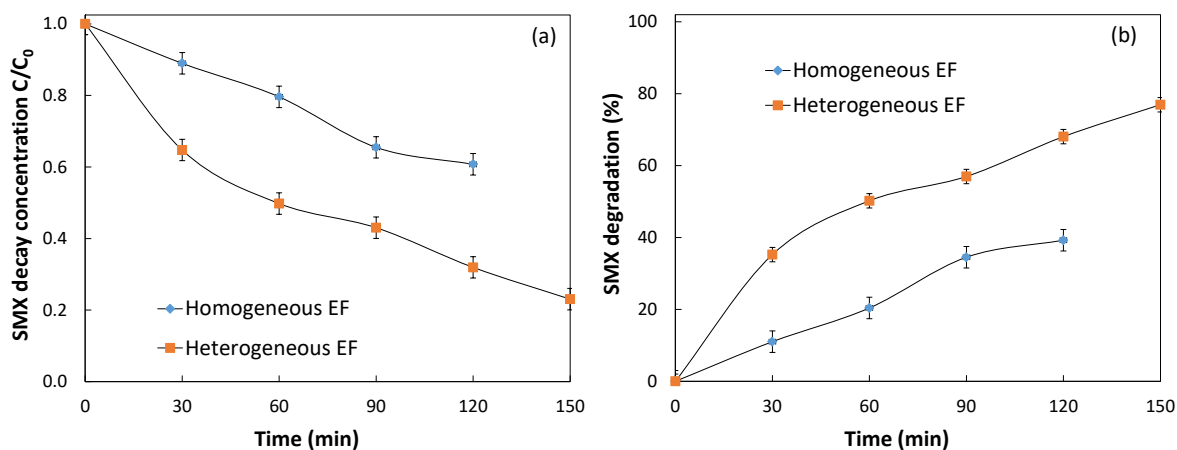 (a)
SMX decay concentration C/C₀
1.0
0.8
0.6
0.4
0.2
0.0
Homogeneous EF
Heterogeneous EF
0 30 60 90 120 150
Time (min)
(b)
SMX degradation (%)
100
80
60
40
20
0
Homogeneous EF
Heterogeneous EF
0 30 60 90 120 150
Time (min)